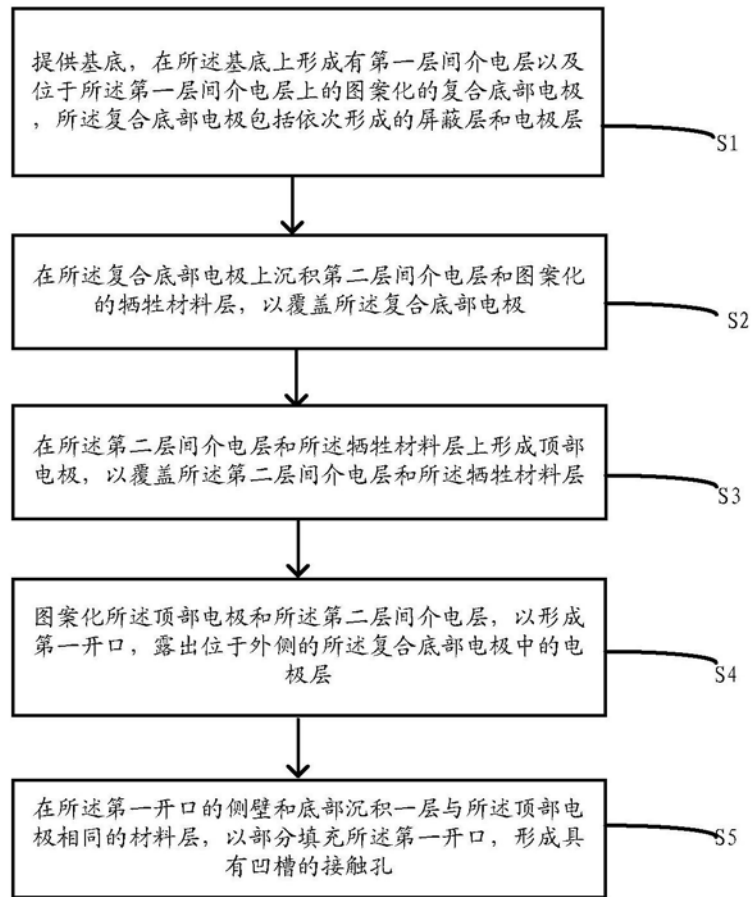 提供基底，在所述基底上形成有第一层间介电层以及
位于所述第一层间介电层上的图案化的复合底部电极
，所述复合底部电极包括依次形成的屏蔽层和电极层
S1
在所述复合底部电极上沉积第二层间介电层和图案化
的牺牲材料层，以覆盖所述复合底部电极
S2
在所述第二层间介电层和所述牺牲材料层上形成顶部
电极，以覆盖所述第二层间介电层和所述牺牲材料层
S3
图案化所述顶部电极和所述第二层间介电层，以形成
第一开口，露出位于外侧的所述复合底部电极中的电
极层
S4
在所述第一开口的侧壁和底部沉积一层与所述顶部电
极相同的材料层，以部分填充所述第一开口，形成具
有凹槽的接触孔
S5